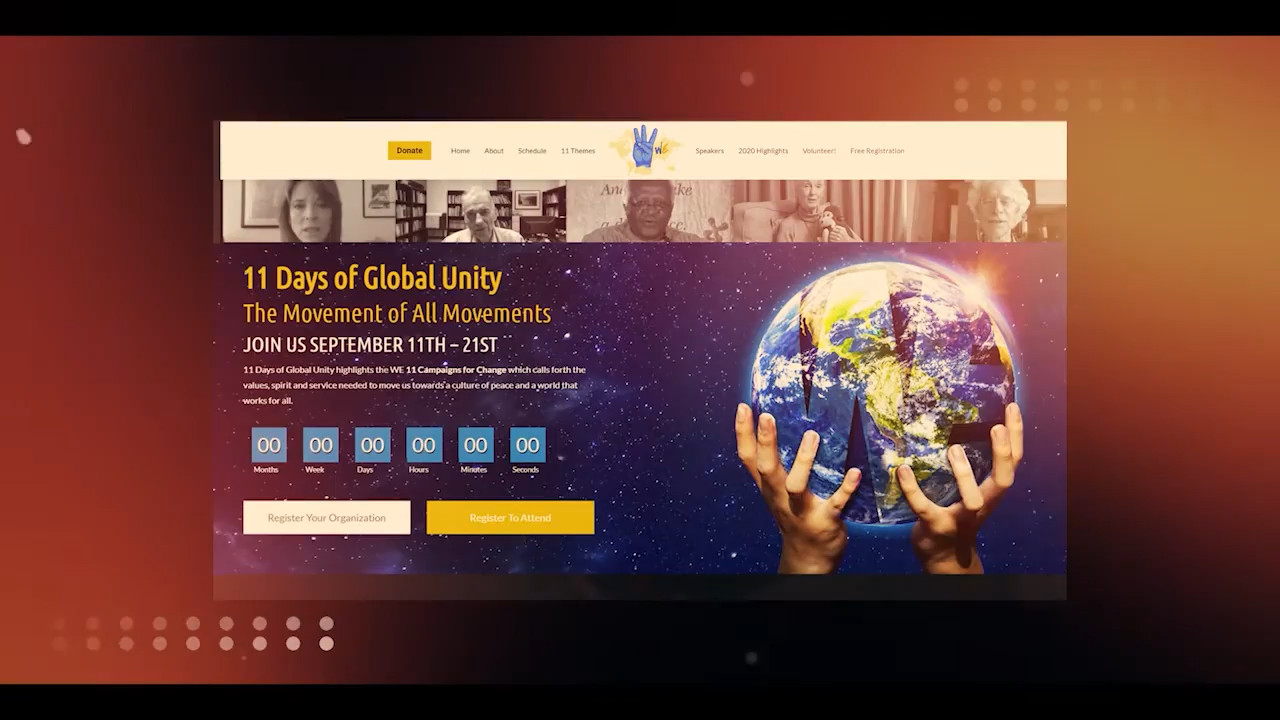 Donate Home About Schedule 11 Themes WE Speakers 2020 Highlights Volunteer! Free Registration
11 Days of Global Unity
The Movement of All Movements
JOIN US SEPTEMBER 11TH – 21ST
11 Days of Global Unity highlights the WE 11 Campaigns for Change which calls forth the
values, spirit and service needed to move us towards a culture of peace and a world that
works for all.
00 00 00 00 00 00
Months Week Days Hours Minutes Seconds
Register Your Organization Register To Attend
WE